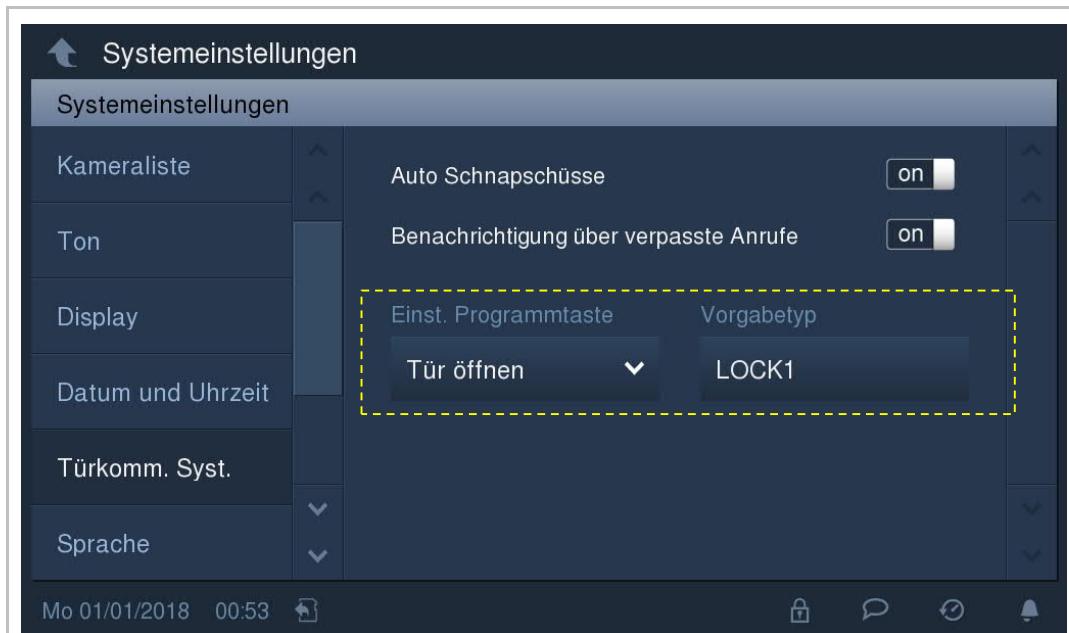 Systemeinstellungen
Systemeinstellungen
Kameraliste
Ton
Display
Datum und Uhrzeit
Türkomm. Syst.
Sprache
Auto Schnapschüsse on
Benachrichtigung über verpasste Anrufe on
Einst. Programmtaste Vorgabetyp
Tür öffnen LOCK1
Mo 01/01/2018 00:53